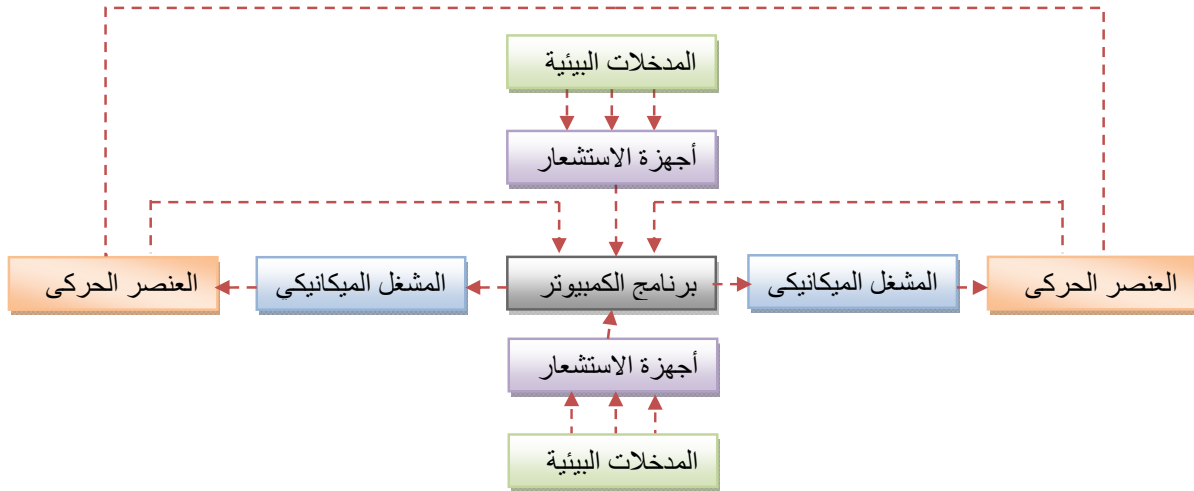 المدخلات البيئية
أجهزة الاستشعار
العنصر الحركى
المشغل الميكانيكى
برنامج الكمبيوتر
المشغل الميكانيكي
العنصر الحركى
أجهزة الاستشعار
المدخلات البيئية